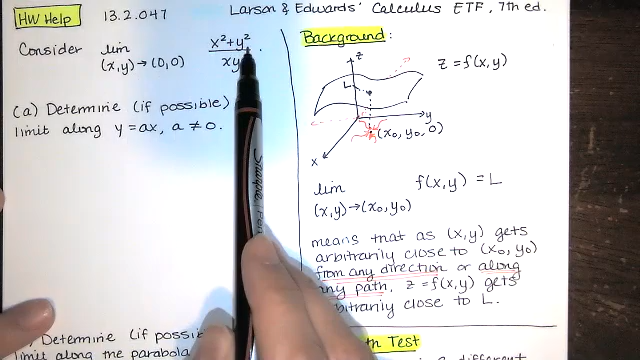 HW Help 13.2.047
Larson & Edwards' Calculus ETF, 7th ed.
Consider lim (x²+y²)/(xy).
(x,y)→(0,0)
(a) Determine (if possible)
limit along y=ax, a≠0.
Determine (if possible)
limit along the parabola
Background:
z
z = f(x,y)
L
y
(x₀, y₀, 0)
x
lim f(x,y) = L
(x,y)→(x₀,y₀)
means that as (x,y) gets
arbitrarily close to (x₀,y₀)
from any direction or along
any path, z=f(x,y) gets
arbitrarily close to L.
Path Test